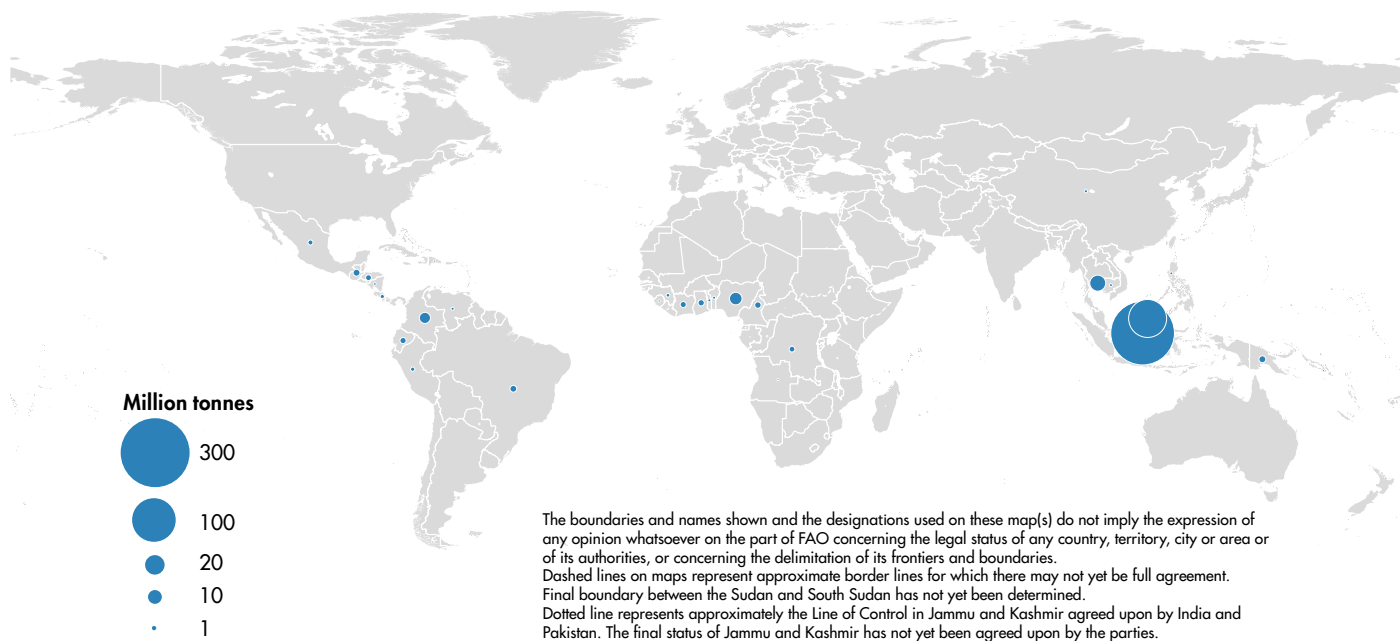 Million tonnes
300
100
20
10
1
The boundaries and names shown and the designations used on these map(s) do not imply the expression of
any opinion whatsoever on the part of FAO concerning the legal status of any country, territory, city or area or
of its authorities, or concerning the delimitation of its frontiers and boundaries.
Dashed lines on maps represent approximate border lines for which there may not yet be full agreement.
Final boundary between the Sudan and South Sudan has not yet been determined.
Dotted line represents approximately the Line of Control in Jammu and Kashmir agreed upon by India and
Pakistan. The final status of Jammu and Kashmir has not yet been agreed upon by the parties.